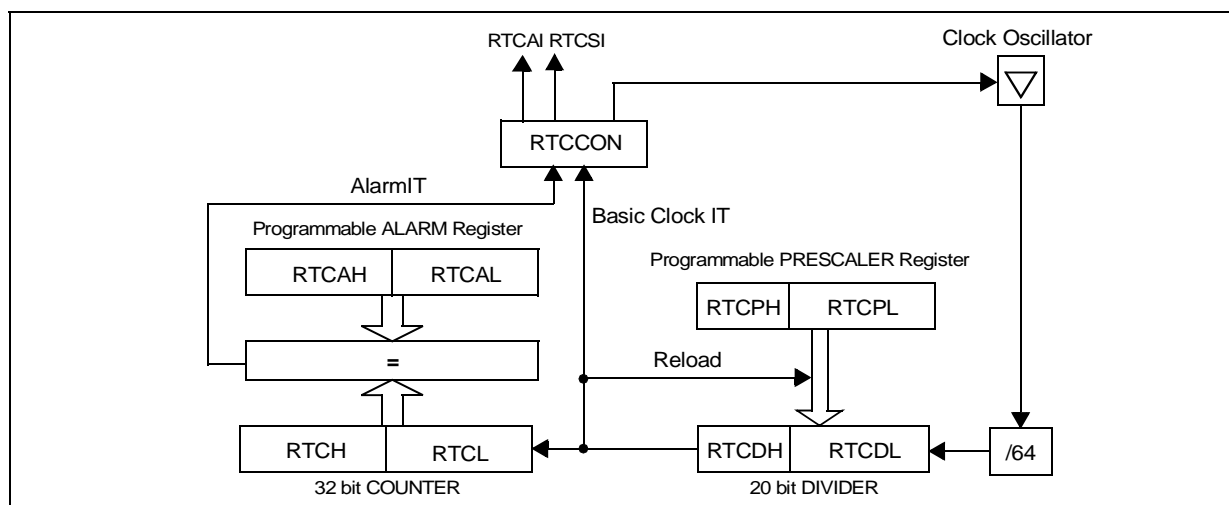 RTCAI RTCSI
Clock Oscillator
RTCCON
AlarmIT
Basic Clock IT
Programmable ALARM Register
Programmable PRESCALER Register
RTCAH RTCAL
RTCPH RTCPL
=
Reload
RTCH RTCL
RTCDH RTCDL
/64
32 bit COUNTER
20 bit DIVIDER